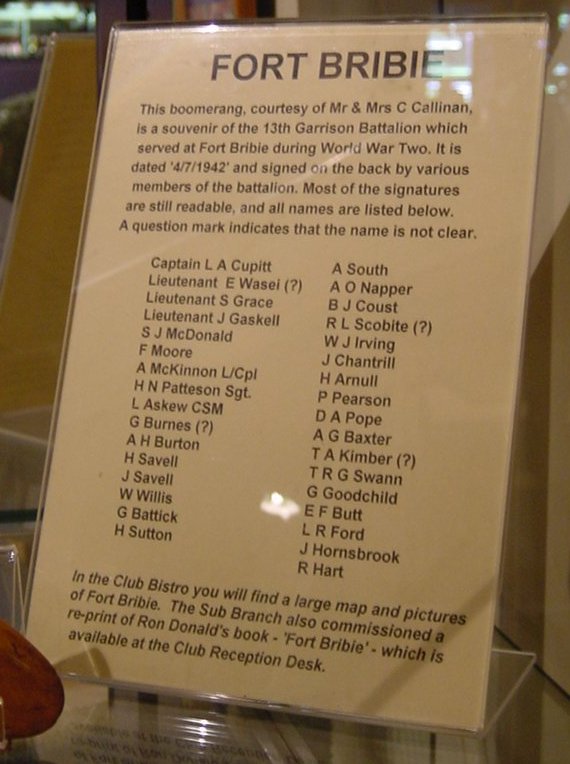 FORT BRIBIE
This boomerang, courtesy of Mr & Mrs C Callinan,
is a souvenir of the 13th Garrison Battalion which
served at Fort Bribie during World War Two. It is
dated '4/7/1942' and signed on the back by various
members of the battalion. Most of the signatures
are still readable, and all names are listed below.
A question mark indicates that the name is not clear.
Captain L A Cupitt
Lieutenant E Wasei (?)
Lieutenant S Grace
Lieutenant J Gaskell
S J McDonald
F Moore
A McKinnon L/Cpl
H N Patteson Sgt.
L Askew CSM
G Burnes (?)
A H Burton
H Savell
J Savell
W Willis
G Battick
H Sutton
A South
A O Napper
B J Coust
R L Scobite (?)
W J Irving
J Chantrill
H Arnull
P Pearson
D A Pope
A G Baxter
T A Kimber (?)
T R G Swann
G Goodchild
E F Butt
L R Ford
J Hornsbrook
R Hart
In the Club Bistro you will find a large map and pictures
of Fort Bribie. The Sub Branch also commissioned a
re-print of Ron Donald's book - 'Fort Bribie' - which is
available at the Club Reception Desk.